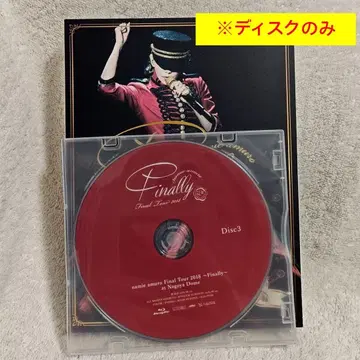 ※ディスクのみ
Finally
Final Tour 2018
Disc3
namie amuro Final Tour 2018 ~Finally~
at Nagoya Dome